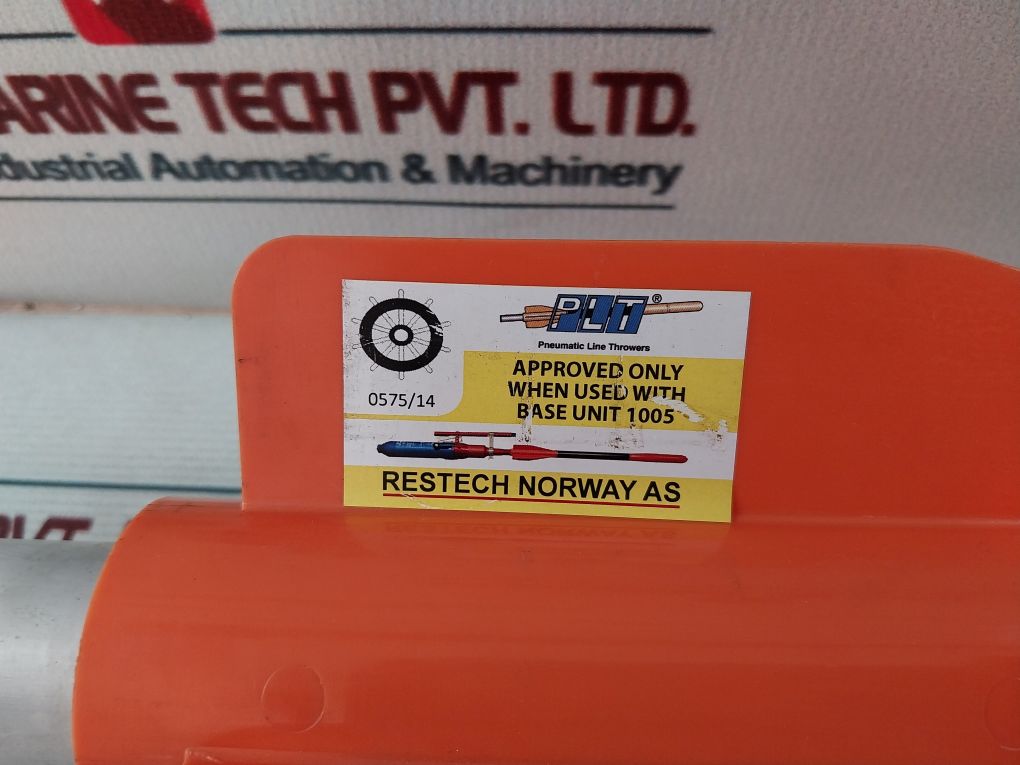 ARINE TECH PVT. LTD.
dustrial Automation & Machinery
PLT®
Pneumatic Line Throwers
APPROVED ONLY
WHEN USED WITH
BASE UNIT 1005
0575/14
RESTECH NORWAY AS
PVT.